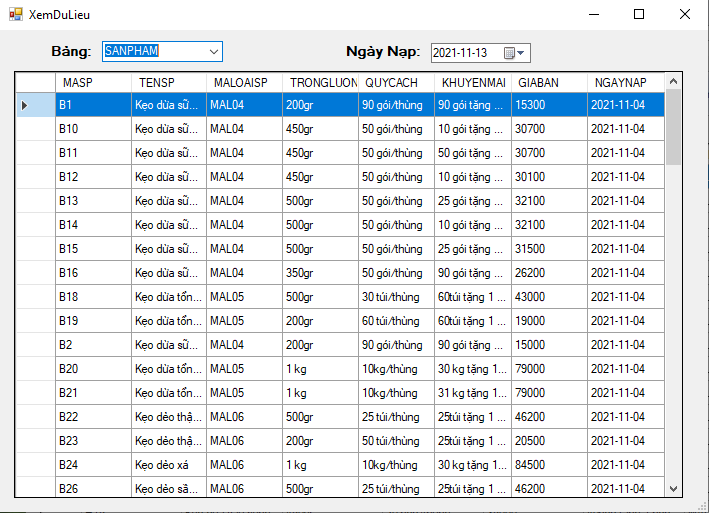 XemDuLieu
Bảng: SANPHAM Ngày Nạp: 2021-11-13
MASP TENSP MALOAISP TRONGLUON QUYCACH KHUYENMAI GIABAN NGAYNAP
B1 Kẹo dừa sữ... MAL04 200gr 90 gói/thùng 90 gói tặng ... 15300 2021-11-04
B10 Kẹo dừa sữ... MAL04 450gr 50 gói/thùng 10 gói tặng ... 30700 2021-11-04
B11 Kẹo dừa sữ... MAL04 450gr 50 gói/thùng 50 gói tặng ... 30700 2021-11-04
B12 Kẹo dừa sữ... MAL04 450gr 50 gói/thùng 10 gói tặng ... 30100 2021-11-04
B13 Kẹo dừa sữ... MAL04 500gr 50 gói/thùng 25 gói tặng ... 32100 2021-11-04
B14 Kẹo dừa sữ... MAL04 500gr 50 gói/thùng 10 gói tặng ... 32100 2021-11-04
B15 Kẹo dừa sữ... MAL04 500gr 50 gói/thùng 25 gói tặng ... 31500 2021-11-04
B16 Kẹo dừa sữ... MAL04 350gr 50 gói/thùng 90 gói tặng ... 26200 2021-11-04
B18 Kẹo dừa tổn... MAL05 500gr 30 túi/thùng 60túi tặng 1 ... 43000 2021-11-04
B19 Kẹo dừa tổn... MAL05 200gr 60 túi/thùng 60túi tặng 1 ... 19000 2021-11-04
B2 Kẹo dừa sữ... MAL04 200gr 90 gói/thùng 90 gói tặng ... 15000 2021-11-04
B20 Kẹo dừa tổn... MAL05 1 kg 10kg/thùng 30 kg tặng 1... 79000 2021-11-04
B21 Kẹo dừa tổn... MAL05 1 kg 10kg/thùng 31 kg tặng 1... 79000 2021-11-04
B22 Kẹo dẻo thậ... MAL06 500gr 25 túi/thùng 25túi tặng 1 ... 46200 2021-11-04
B23 Kẹo dẻo thậ... MAL06 200gr 50 túi/thùng 50túi tặng 1 ... 20500 2021-11-04
B24 Kẹo dẻo xá MAL06 1 kg 10kg/thùng 30 kg tặng 1... 84500 2021-11-04
B26 Kẹo dẻo sầ... MAL06 500gr 25 túi/thùng 25túi tặng 1 ... 46200 2021-11-04